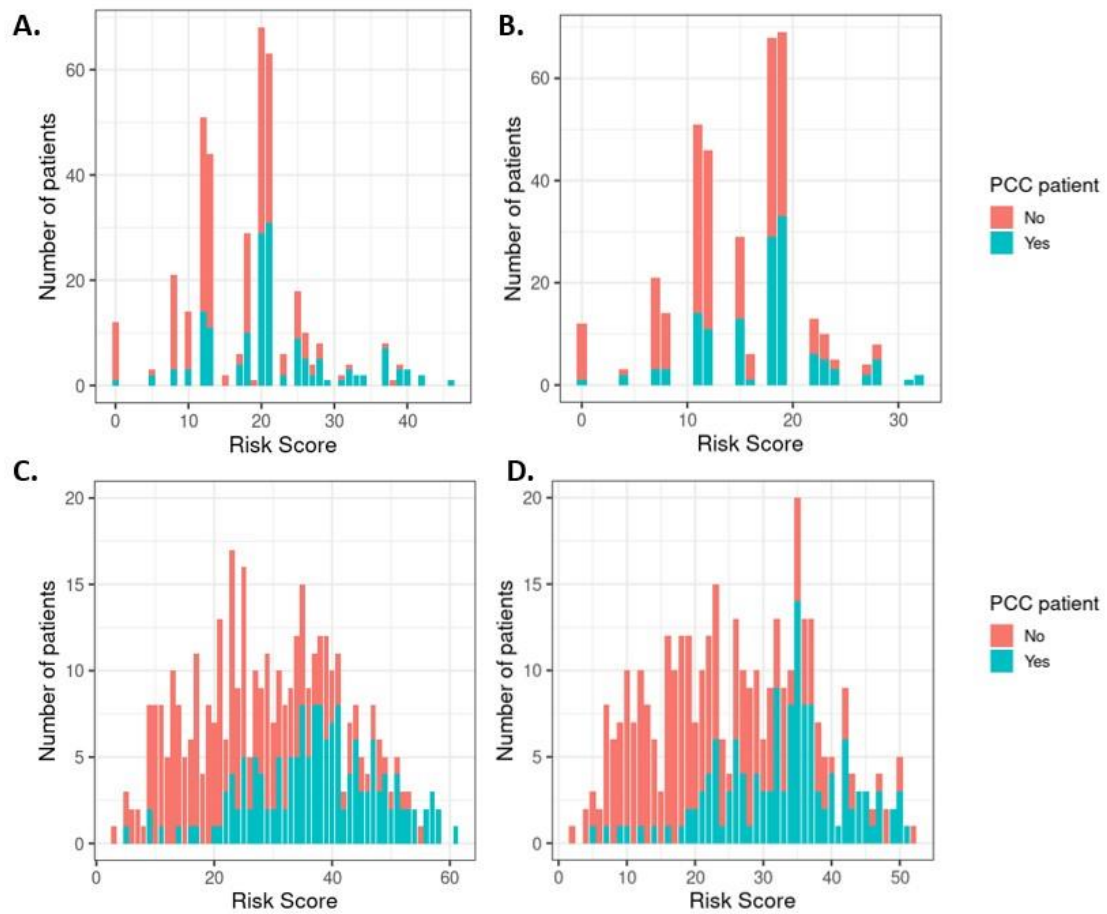 A.
B.
60
40
20
0
Number of patients
0 10 20 30 40
Risk Score
60
40
20
0
Number of patients
0 10 20 30
Risk Score
PCC patient
No
Yes
C.
D.
20
15
10
5
0
Number of patients
0 20 40 60
Risk Score
20
15
10
5
0
Number of patients
0 10 20 30 40 50
Risk Score
PCC patient
No
Yes